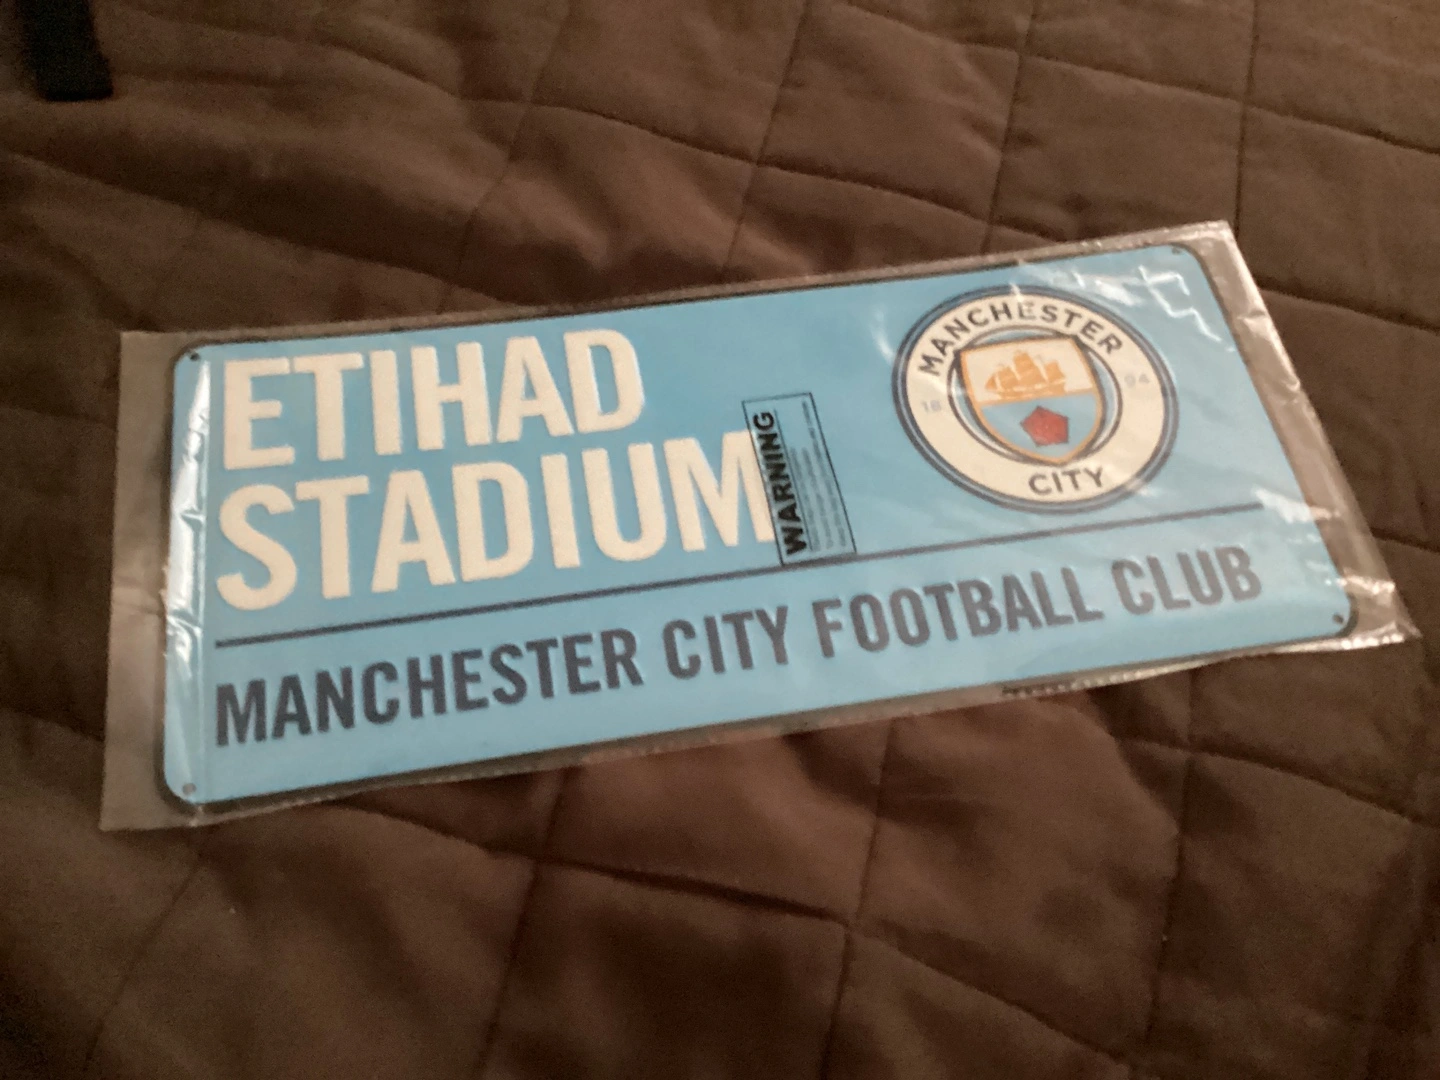 ETIHAD
STADIUM
WARNING
MANCHESTER
18 94
CITY
MANCHESTER CITY FOOTBALL CLUB